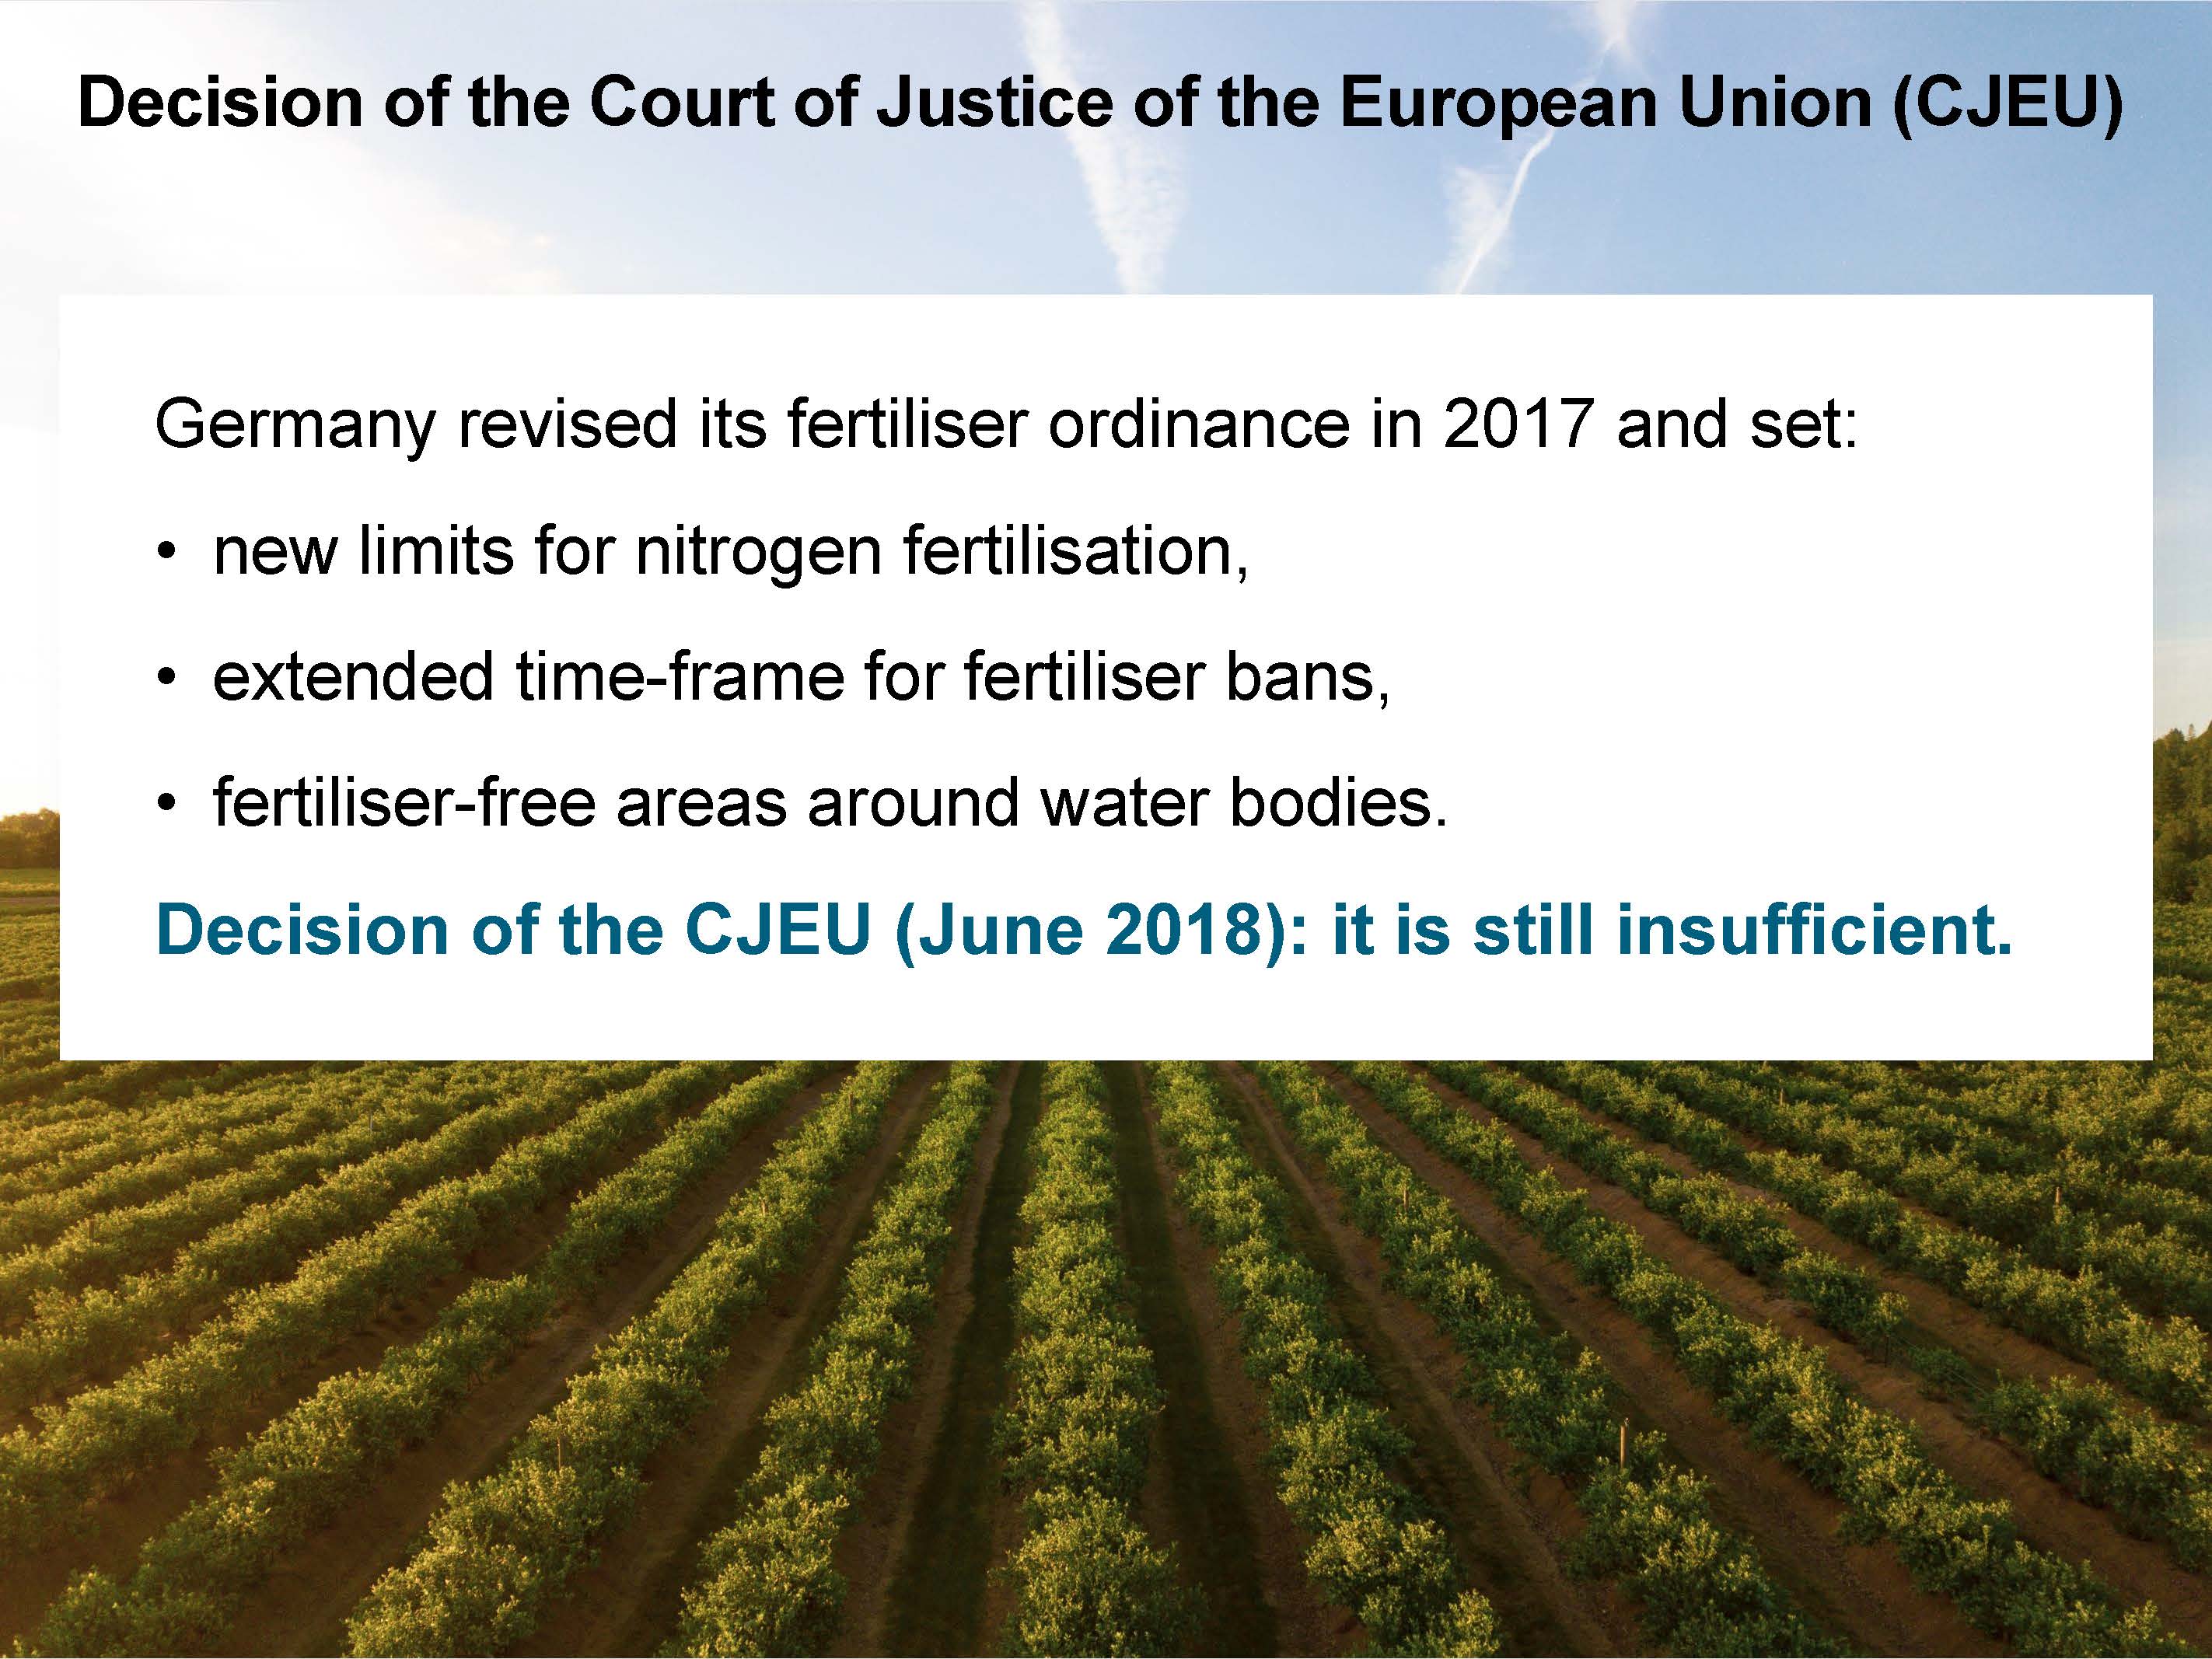 Decision of the Court of Justice of the European Union (CJEU)
Germany revised its fertiliser ordinance in 2017 and set:
• new limits for nitrogen fertilisation,
• extended time-frame for fertiliser bans,
• fertiliser-free areas around water bodies.
Decision of the CJEU (June 2018): it is still insufficient.